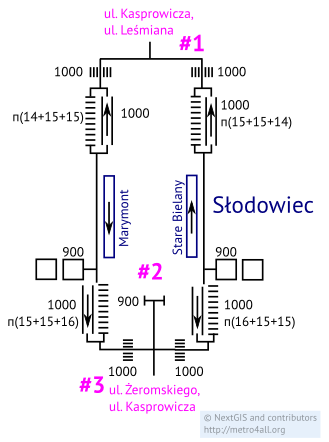 ul. Kasprowicza,
ul. Leśmiana
#1
1000
1000
п(14+15+15)
1000
1000
п(15+15+14)
Marymont
Stare Bielany
Słodowiec
900
900
#2
900
1000
п(15+15+16)
1000
п(16+15+15)
1000
1000
#3
ul. Żeromskiego,
ul. Kasprowicza
© NextGIS and contributors
http://metro4all.org